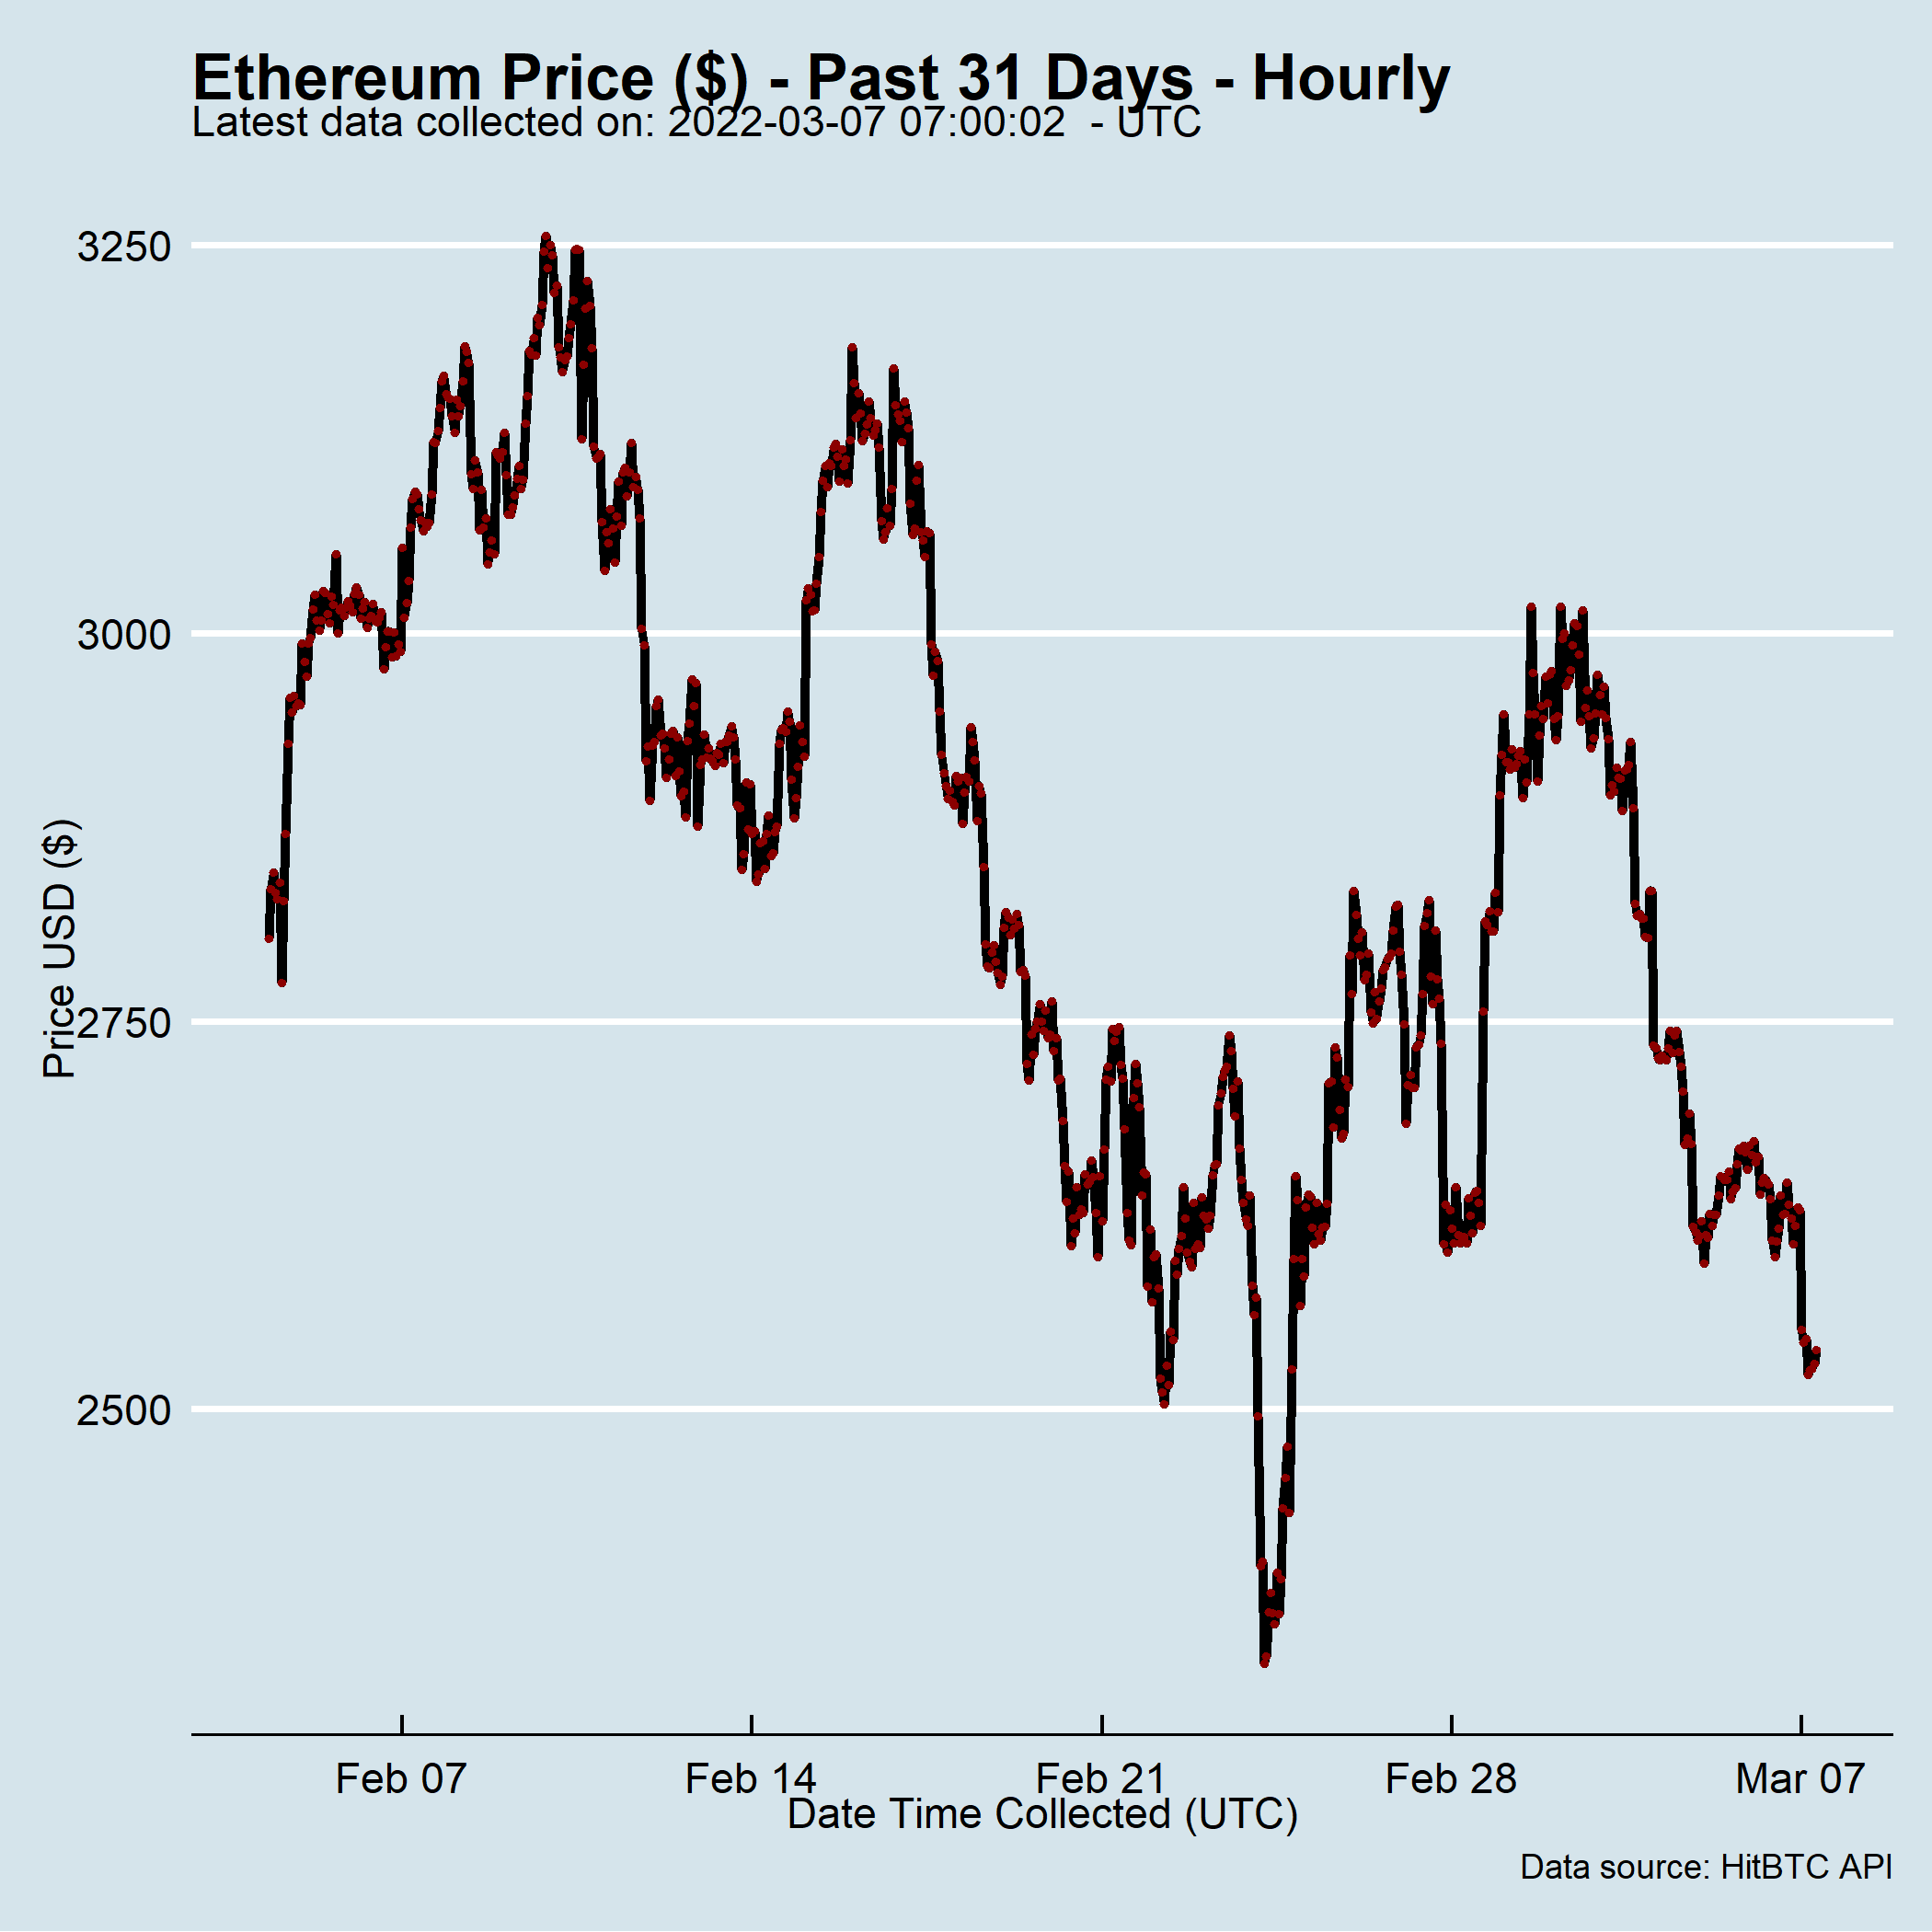 Ethereum Price ($) - Past 31 Days - Hourly
Latest data collected on: 2022-03-07 07:00:02  - UTC
Price USD ($)
3250
3000
2750
2500
Feb 07 Feb 14 Feb 21 Feb 28 Mar 07
Date Time Collected (UTC)
Data source: HitBTC API